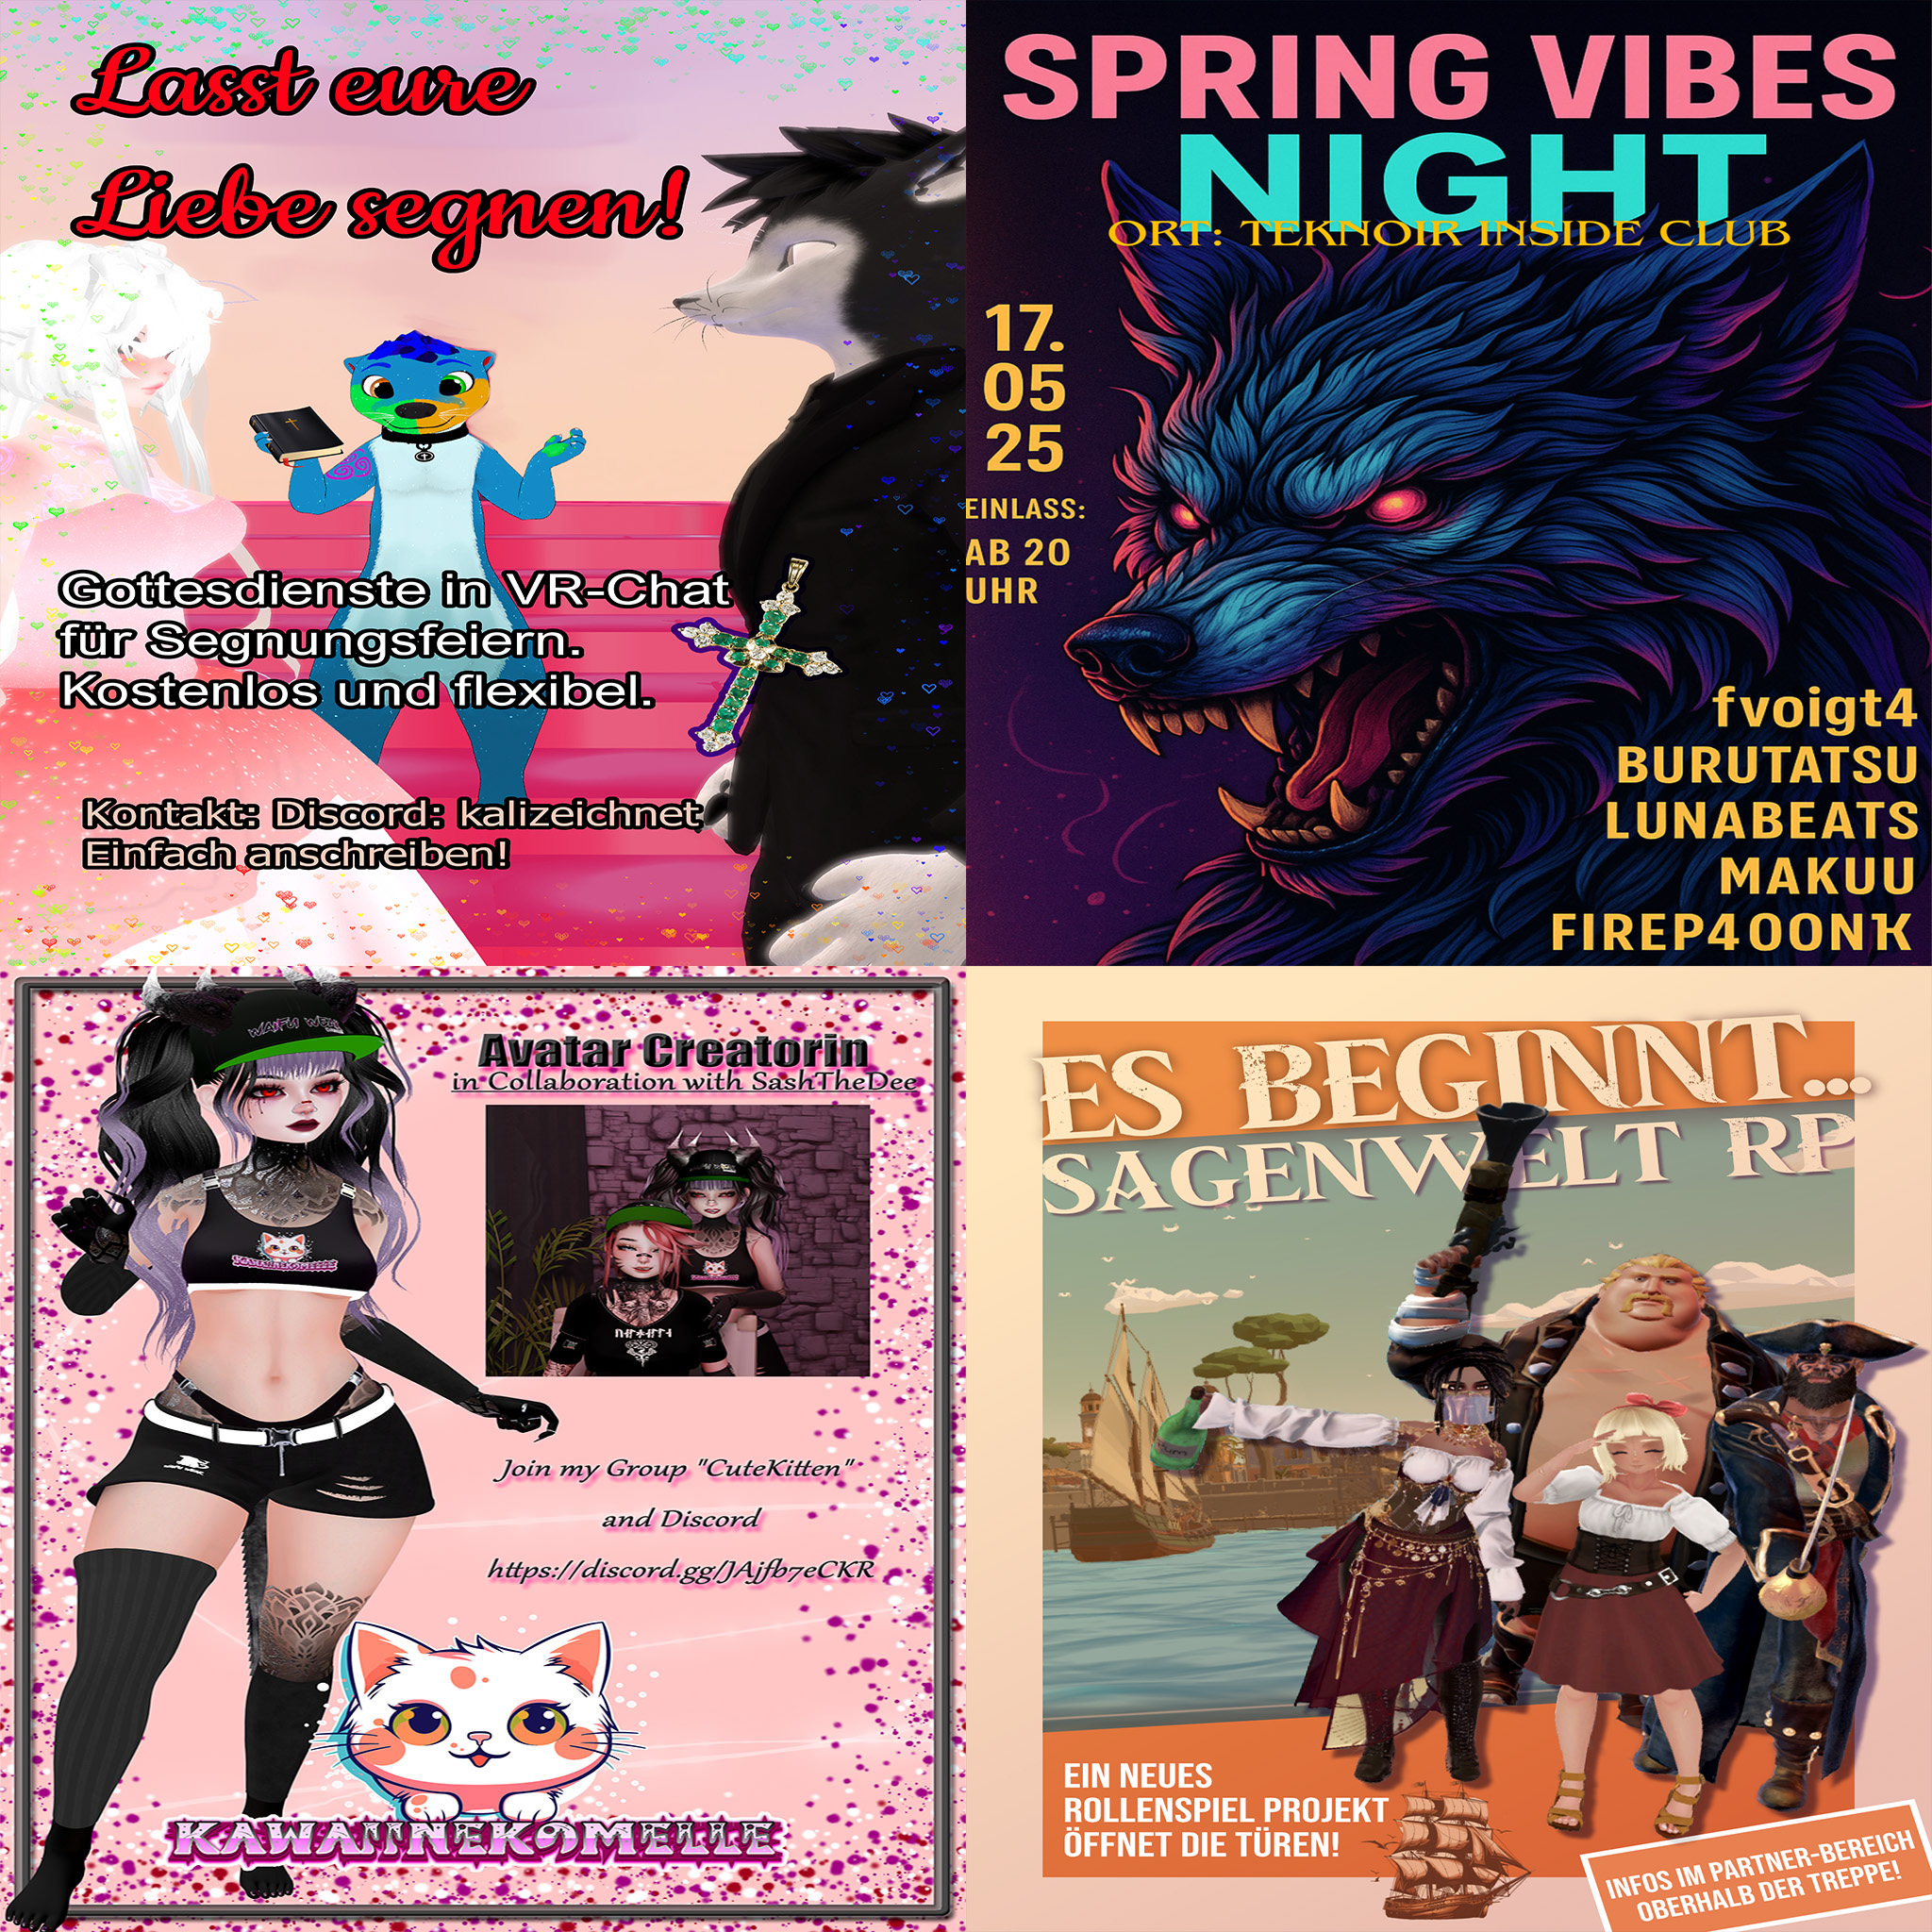 Lasst eure
Liebe segnen!
Gottesdienste in VR-Chat
für Segnungsfeiern.
Kostenlos und flexibel.
Kontakt: Discord: kalizeichnet
Einfach anschreiben!
SPRING VIBES
NIGHT
ORT: TEKNOIR INSIDE CLUB
17.
05
25
EINLASS:
AB 20
UHR
fvoigt4
BURUTATSU
LUNABEATS
MAKUU
FIREP4OON1K
WAIFU
KAWAIINEKOMELLE
Avatar Creatorin
in Collaboration with SashTheDee
Join my Group "CuteKitten"
and Discord
https://discord.gg/JAjfb7eCKR
KAWAIINEKOMELLE
ES BEGINNT...
SAGENWELT RP
EIN NEUES
ROLLENSPIEL PROJEKT
ÖFFNET DIE TÜREN!
INFOS IM PARTNER-BEREICH
OBERHALB DER TREPPE!